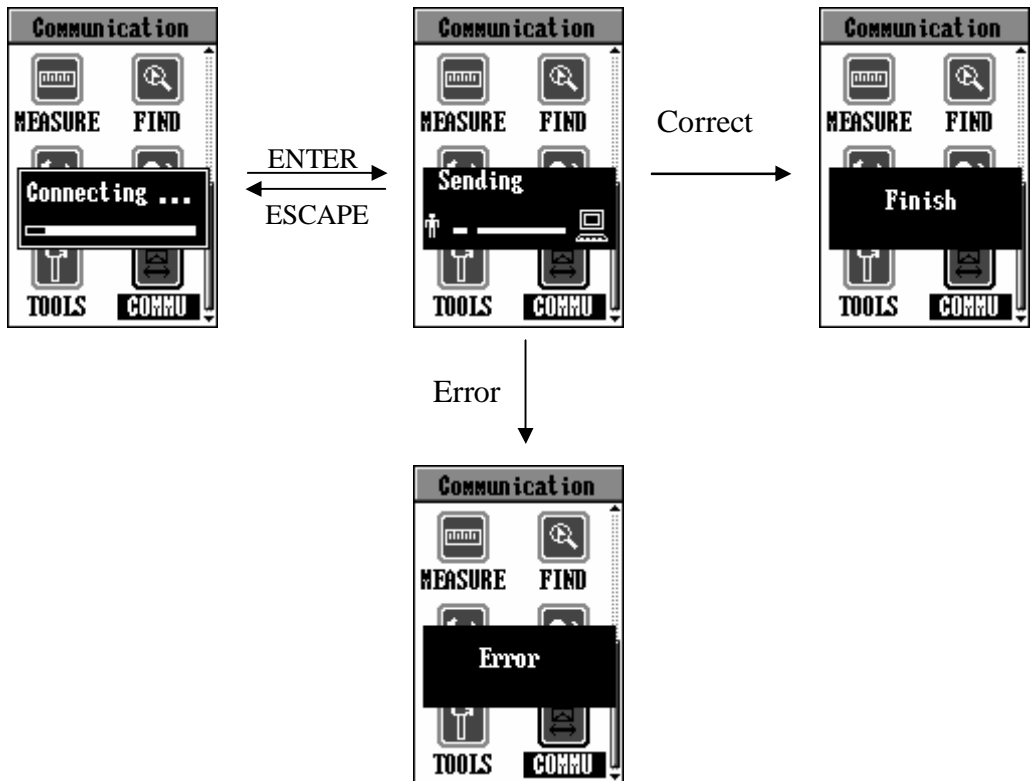 Communication
MEASURE FIND
Connecting ...
TOOLS COMMU
ENTER
ESCAPE
Communication
MEASURE FIND
Sending
TOOLS COMMU
Correct
Communication
MEASURE FIND
Finish
TOOLS COMMU
Error
Communication
MEASURE FIND
Error
TOOLS COMMU